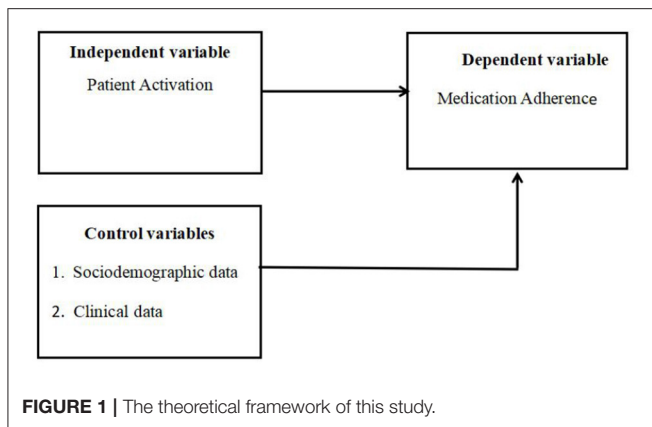 Independent variable
Patient Activation
Dependent variable
Medication Adherence
Control variables
1. Sociodemographic data
2. Clinical data
FIGURE 1 | The theoretical framework of this study.